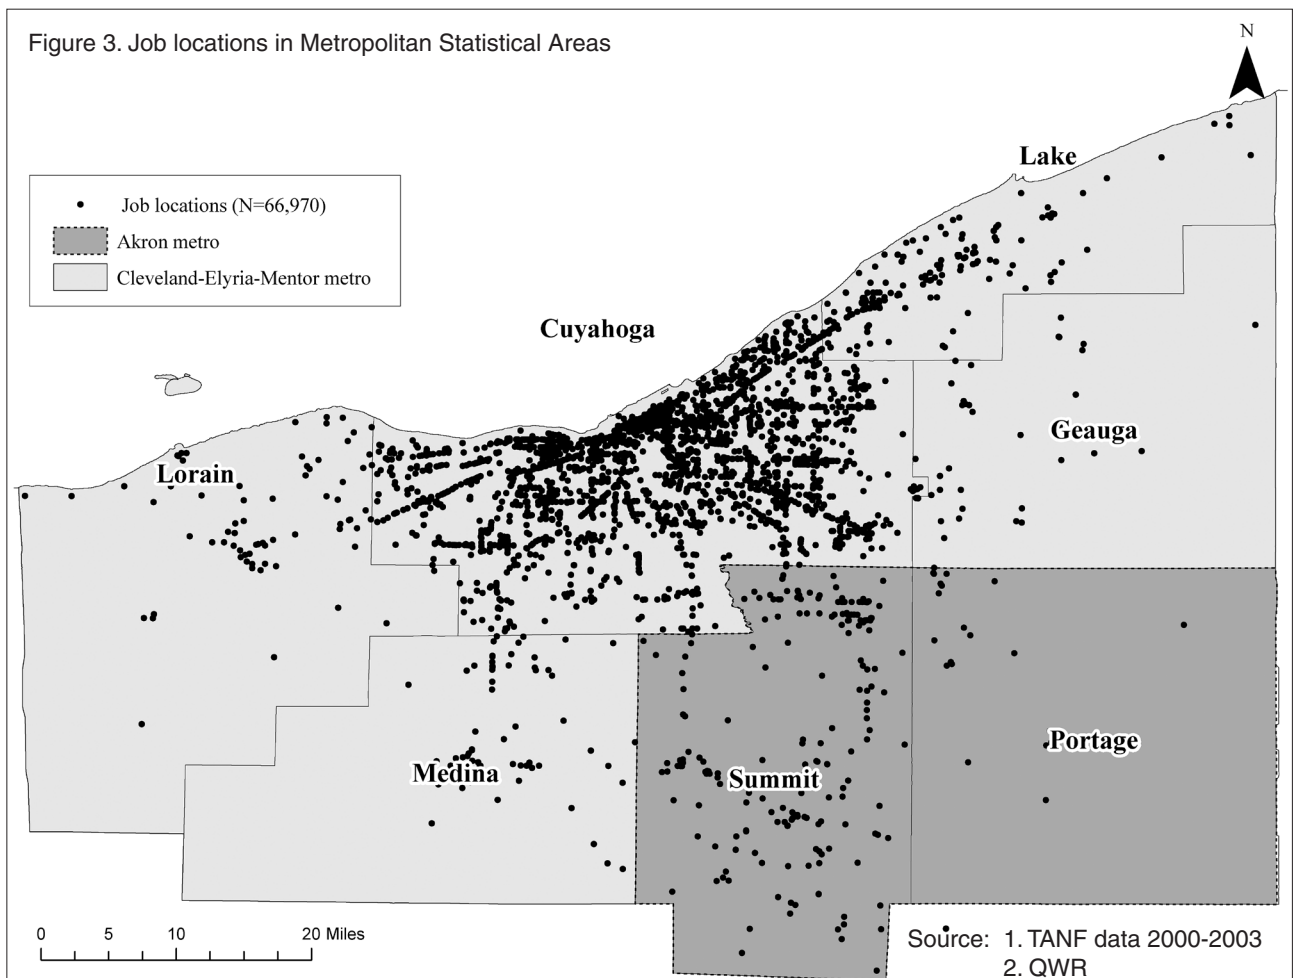 Figure 3. Job locations in Metropolitan Statistical Areas
N
Lake
Job locations (N=66,970)
Akron metro
Cleveland-Elyria-Mentor metro
Cuyahoga
Geauga
Lorain
Portage
Medina
Summit
0 5 10 20 Miles
Source: 1. TANF data 2000-2003
2. QWR